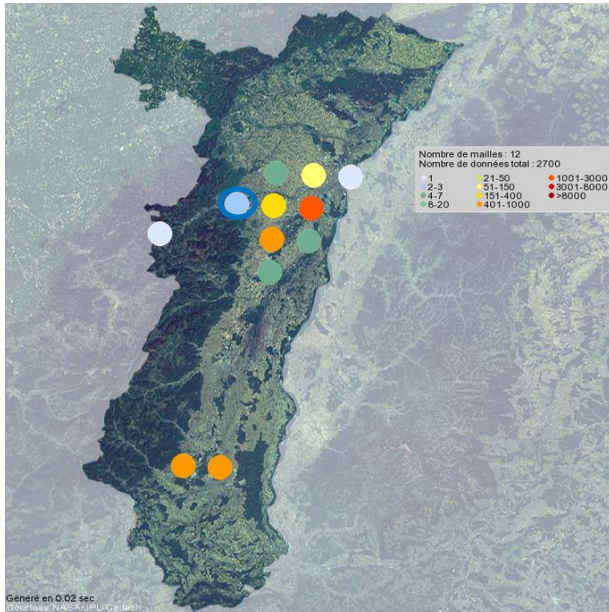 Nombre de mailles : 12
Nombre de données total : 2700
1 21-50 1001-3000
2-3 51-150 3001-8000
4-7 151-400 >8000
8-20 401-1000
Généré en 0.02 sec
Courtesy NASA/JPL-Caltech